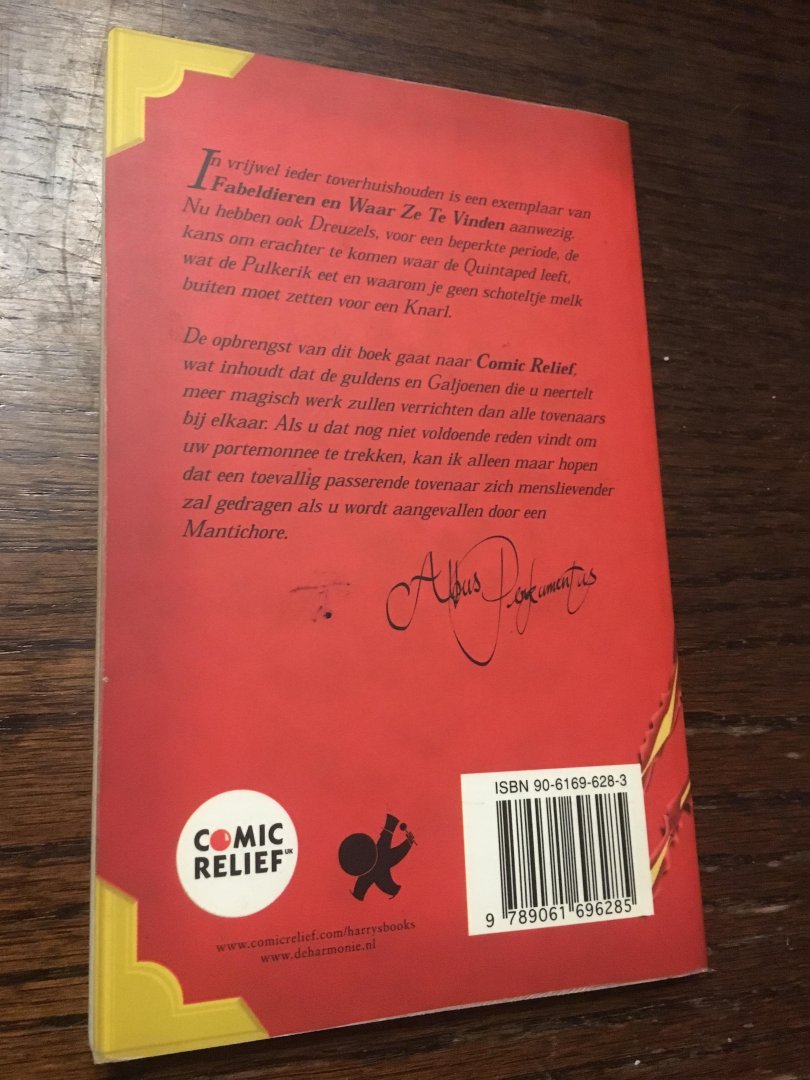 In vrijwel ieder toverhuishouden is een exemplaar van
Fabeldieren en Waar Ze Te Vinden aanwezig.
Nu hebben ook Dreuzels, voor een beperkte periode, de
kans om erachter te komen waar de Quintaped leeft,
wat de Pulkerik eet en waarom je geen schoteltje melk
buiten moet zetten voor een Knarl.
De opbrengst van dit boek gaat naar Comic Relief,
wat inhoudt dat de guldens en Galjoenen die u neertelt
meer magisch werk zullen verrichten dan alle tovenaars
bij elkaar. Als u dat nog niet voldoende reden vindt om
uw portemonnee te trekken, kan ik alleen maar hopen
dat een toevallig passerende tovenaar zich menslievender
zal gedragen als u wordt aangevallen door een
Mantichore.
Albus Perkamentus
COMIC
RELIEF UK
www.comicrelief.com/harrysbooks
www.deharmonie.nl
ISBN 90-6169-628-3
9 789061 696285